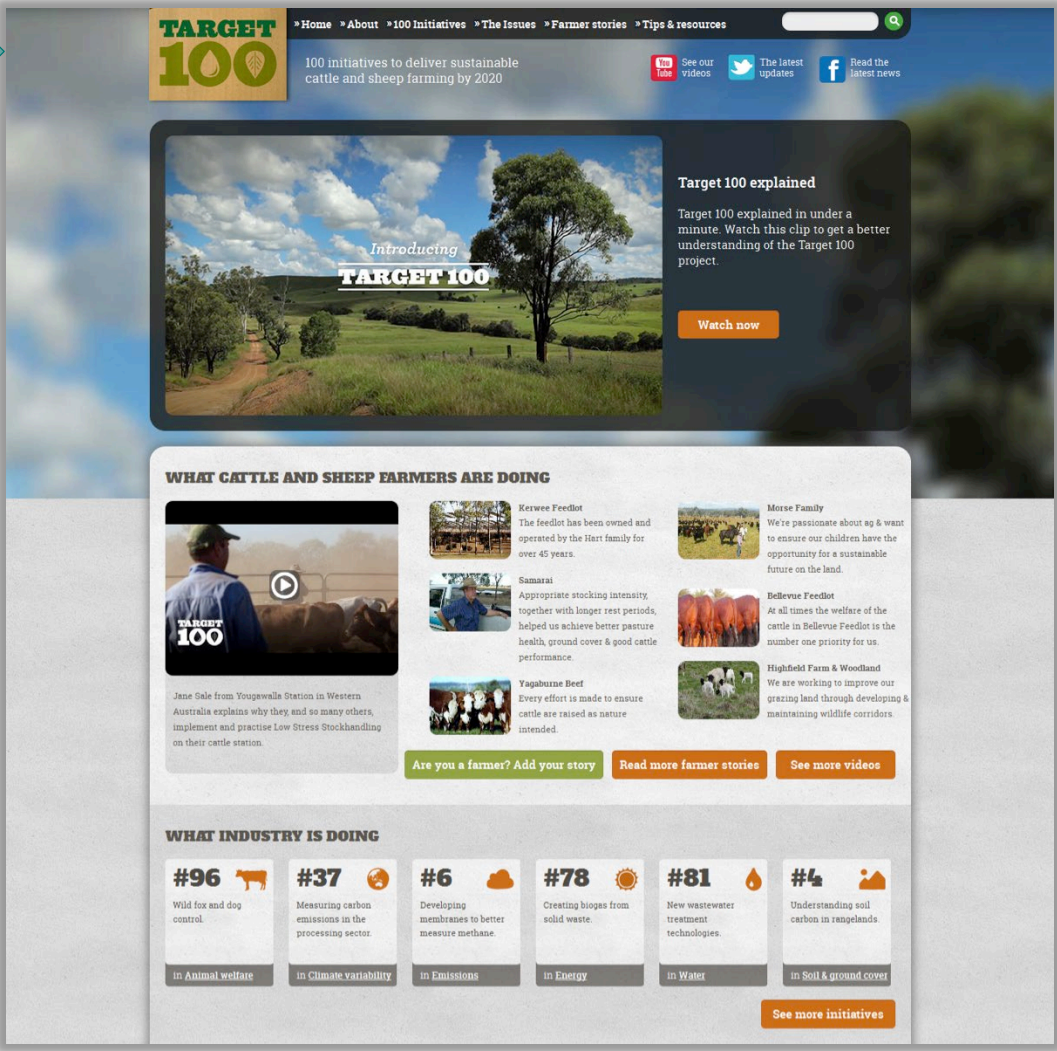 TARGET
100
» Home » About » 100 Initiatives » The Issues » Farmer stories » Tips & resources
100 initiatives to deliver sustainable
cattle and sheep farming by 2020
You
Tube
See our
videos
The latest
updates
Read the
latest news
Introducing
TARGET 100
Target 100 explained
Target 100 explained in under a
minute. Watch this clip to get a better
understanding of the Target 100
project.
Watch now
WHAT CATTLE AND SHEEP FARMERS ARE DOING
TARGET
100
Jane Sale from Yougawalla Station in Western
Australia explains why they, and so many others,
implement and practise Low Stress Stockhandling
on their cattle station.
Kerwee Feedlot
The feedlot has been owned and
operated by the Hart family for
over 45 years.
Samarai
Appropriate stocking intensity,
together with longer rest periods,
helped us achieve better pasture
health, ground cover & good cattle
performance.
Yagaburne Beef
Every effort is made to ensure
cattle are raised as nature
intended.
Morse Family
We're passionate about ag & want
to ensure our children have the
opportunity for a sustainable
future on the land.
Bellevue Feedlot
At all times the welfare of the
cattle in Bellevue Feedlot is the
number one priority for us.
Highfield Farm & Woodland
We are working to improve our
grazing land through developing &
maintaining wildlife corridors.
Are you a farmer? Add your story
Read more farmer stories
See more videos
WHAT INDUSTRY IS DOING
#96
Wild fox and dog
control.
in Animal welfare
#37
Measuring carbon
emissions in the
processing sector.
in Climate variability
#6
Developing
membranes to better
measure methane.
in Emissions
#78
Creating biogas from
solid waste.
in Energy
#81
New wastewater
treatment
technologies.
in Water
#4
Understanding soil
carbon in rangelands.
in Soil & ground cover
See more initiatives